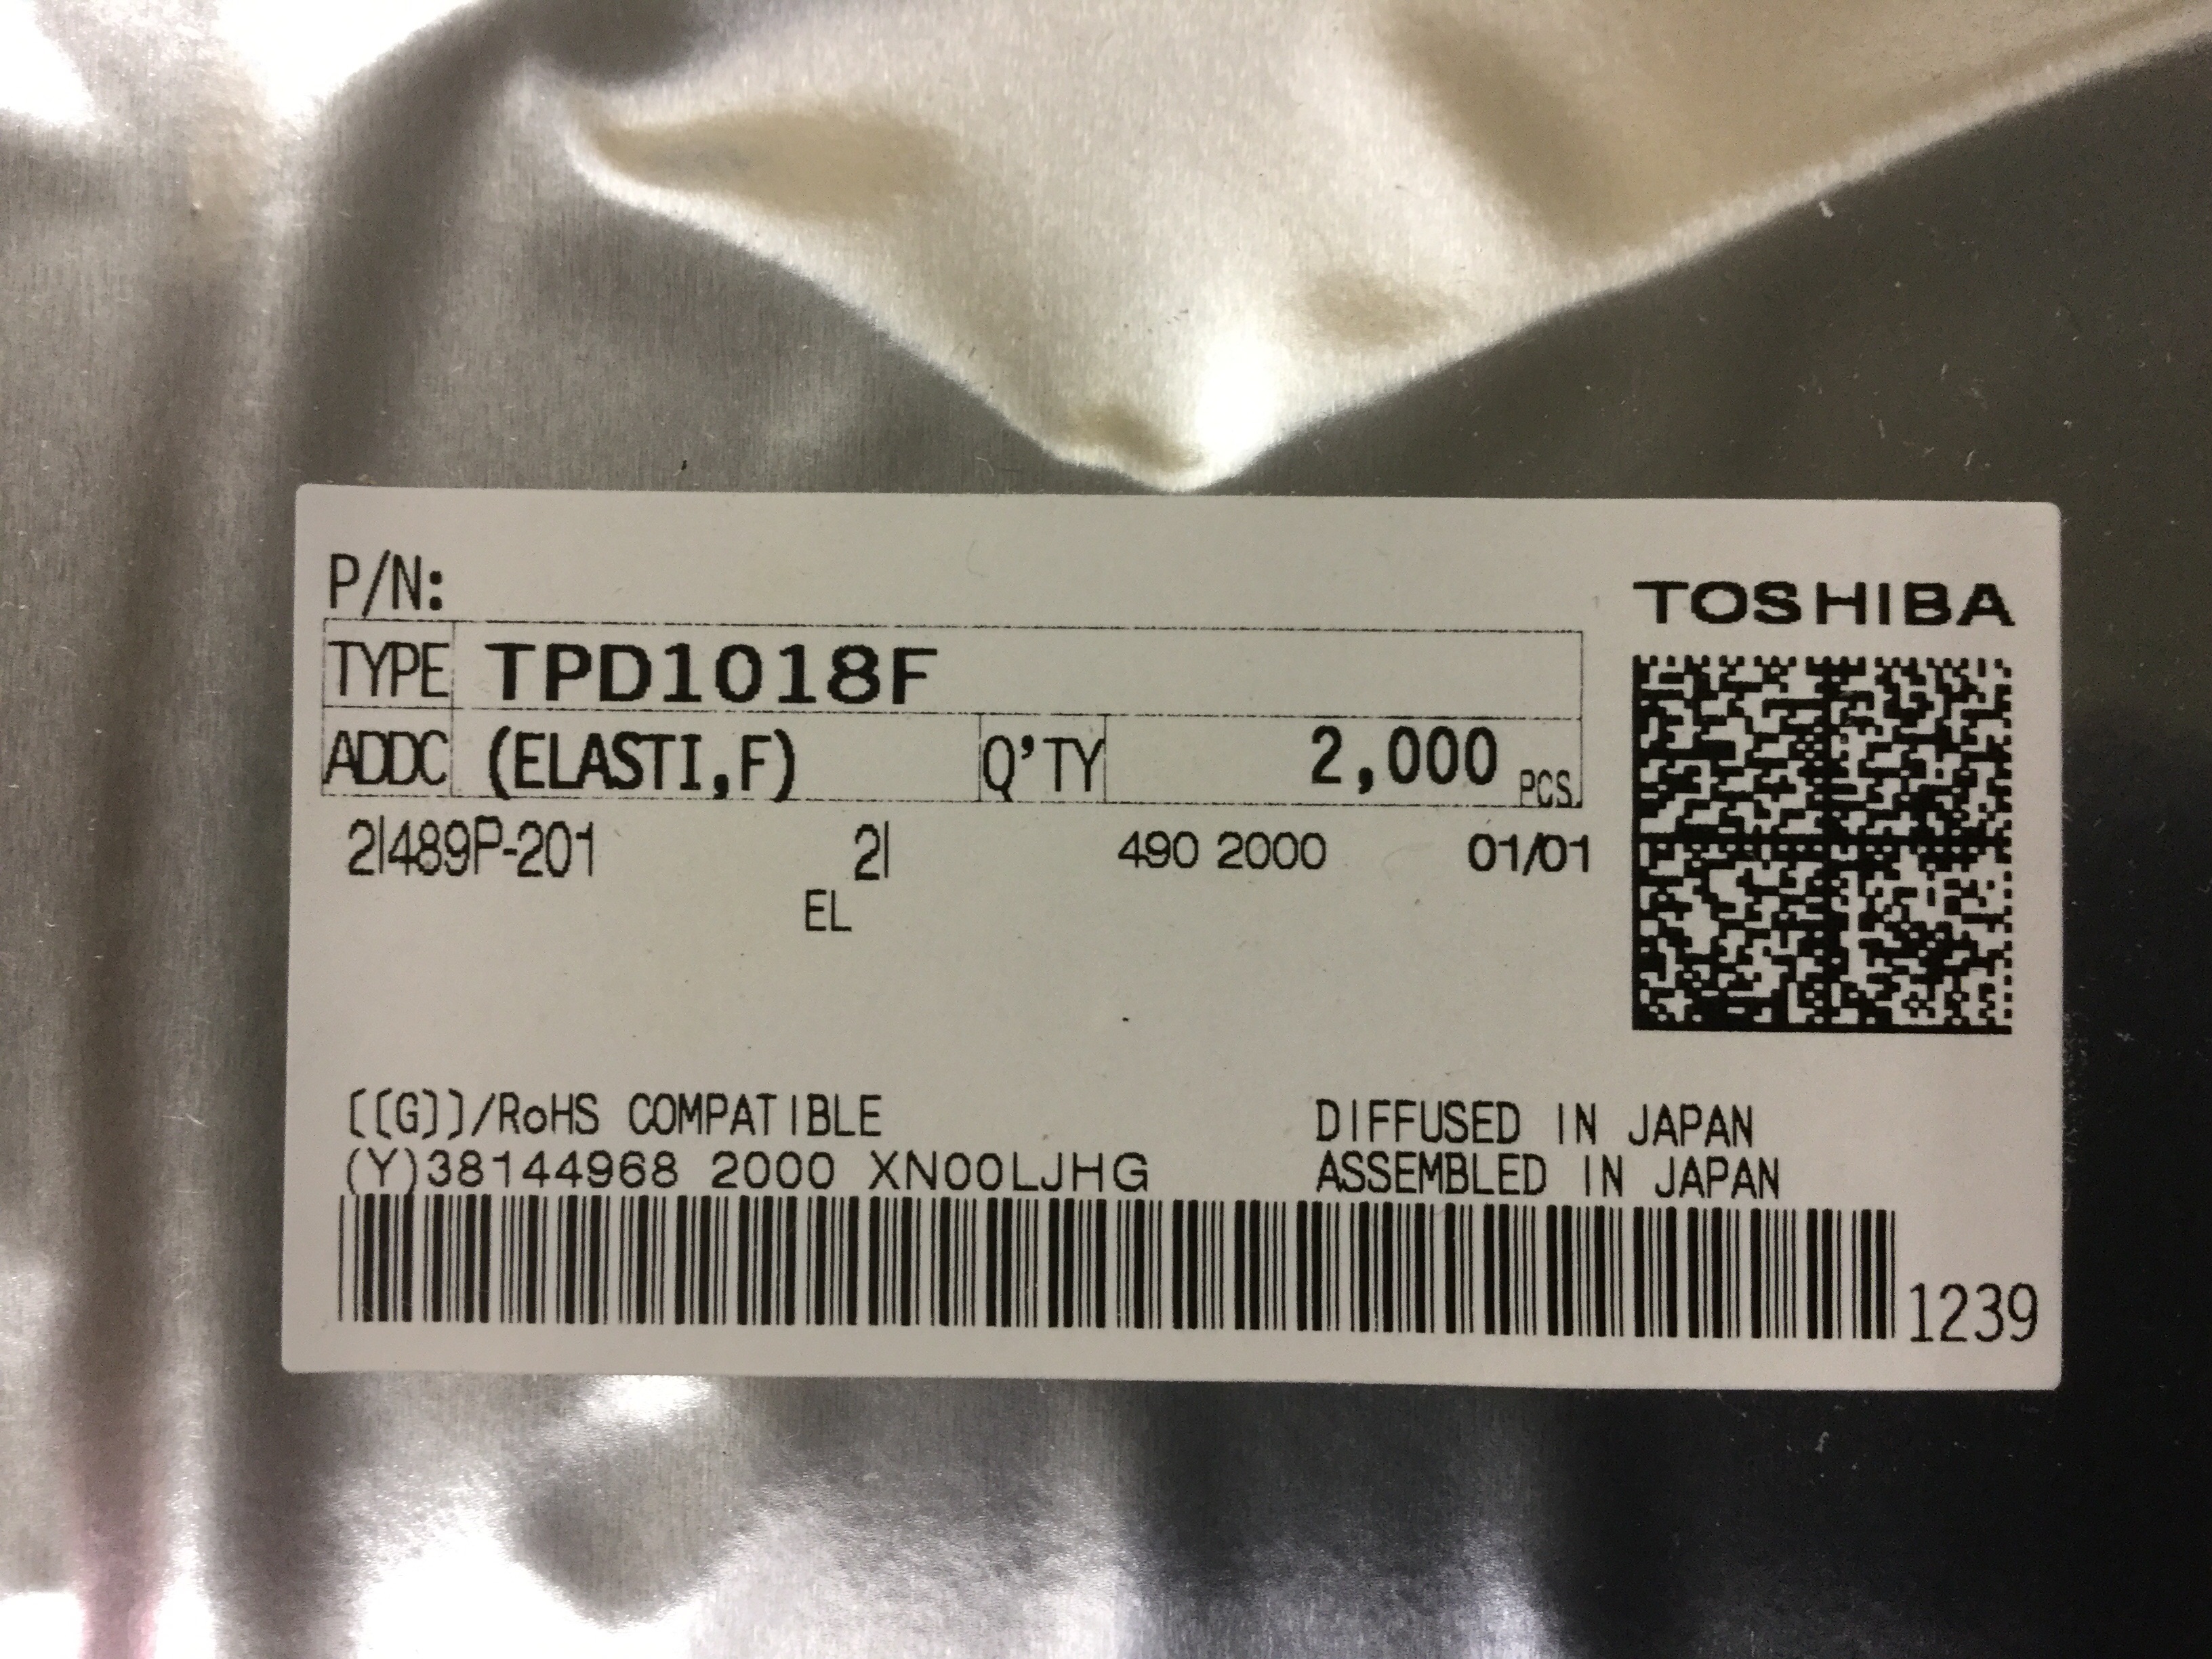 P/N:
TOSHIBA
TYPE TPD1018F
ADDC (ELASTI,F) Q'TY 2,000 PCS.
2I489P-201 2I 490 2000 01/01
EL
[[G]]/RoHS COMPATIBLE DIFFUSED IN JAPAN
(Y)38144968 2000 XN00LJHG ASSEMBLED IN JAPAN
1239